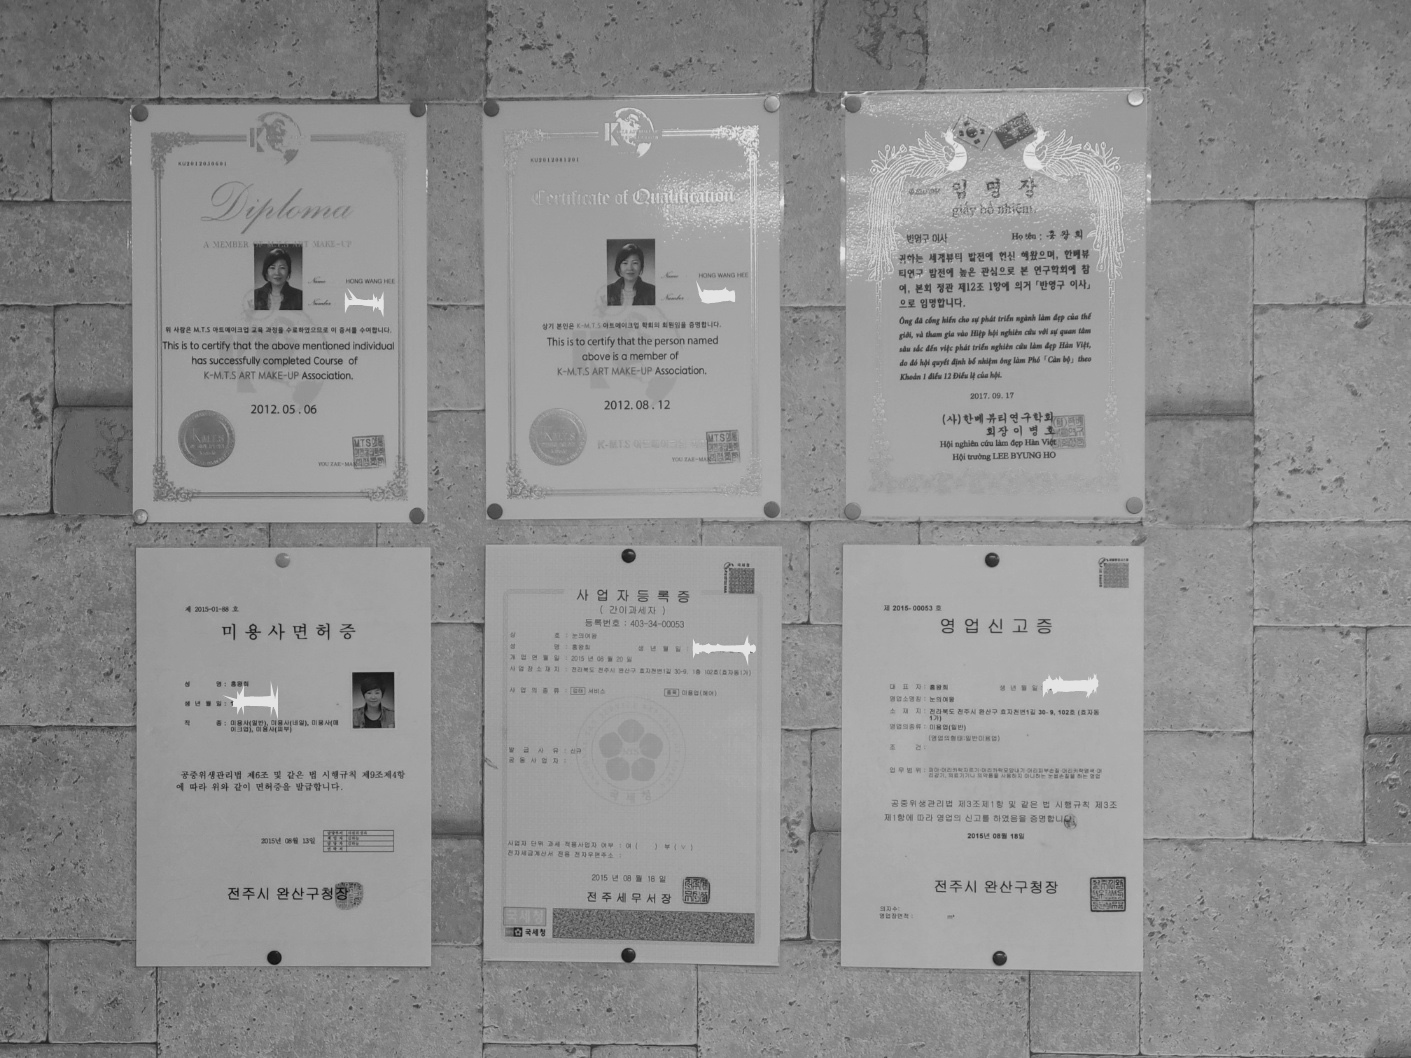 KU2012050601
Diploma
A MEMBER OF M.T.S ART MAKE-UP
Name HONG WANG HEE
Number
위 사람은 M.T.S 아트메이크업 교육 과정을 수료하였으므로 이 증서를 수여합니다.
This is to certify that the above mentioned individual
has successfully completed Course of
K-M.T.S ART MAKE-UP Association.
2012. 05 . 06
K-M.T.S
MTS
Certificate of Qualification
Name HONG WANG HEE
Number
상기 본인은 K-M.T.S 아트메이크업 학회의 회원임을 증명합니다.
This is to certify that the person named
above is a member of
K-M.T.S ART MAKE-UP Association.
2012. 08 . 12
MTS
임 명 장
giấy bổ nhiệm
반영구 이사 Họ tên : 홍 왕 희
귀하는 세계뷰티 발전에 헌신 해왔으며, 한베뷰
티연구 발전에 높은 관심으로 본 연구학회에 참
여, 본회 정관 제12조 1항에 의거 「반영구 이사」
으로 임명합니다.
Ông đã cống hiến cho sự phát triển ngành làm đẹp của thế
giới, và tham gia vào Hiệp hội nghiên cứu với sự quan tâm
sâu sắc đến việc phát triển nghiên cứu làm đẹp Hàn Việt,
do đó hội quyết định bổ nhiệm ông làm Phó 「Cán bộ」 theo
Khoản 1 điều 12 Điều lệ của hội.
2017. 09. 17
(사)한베뷰티연구학회
회장 이 병 호
Hội nghiên cứu làm đẹp Hàn Việt
Hội trưởng LEE BYUNG HO
제 2015-01-88 호
미 용 사 면 허 증
성 명 : 홍왕희
생 년 월 일 :
적 종 : 미용사(일반), 미용사(네일), 미용사(메
이크업), 미용사(피부)
공중위생관리법 제6조 및 같은 법 시행규칙 제9조제4항
에 따라 위와 같이 면허증을 발급합니다.
2015년 08월 13일
전주시 완산구청장
사 업 자 등 록 증
( 간이과세자 )
등록번호 : 403-34-00053
상 호 : 눈의여울
성 명 : 홍왕희 생 년 월 일
개 업 연 월 일 : 2015 년 08 월 20 일
사 업 장 소 재 지 : 전라북도 전주시 완산구 효자천변1길 30-9, 1층 102호(효자동1가)
사 업 의 종 류 : 업태 서비스 종목 미용업(헤어)
발 급 사 유 : 신규
공 동 사 업 자 :
사업자 단위 과세 적용사업자 여부 : 여 ( ) 부 ( )
전자세금계산서 전용 전자우편주소 :
2015 년 08 월 18 일
전 주 세 무 서 장
국세청
국세청
제 2015- 00053 호
영 업 신 고 증
대 표 자 : 홍왕희 생 년 월 일
영업소명칭 : 눈의여울
소 재 지 : 전라북도 전주시 완산구 효자천변1길 30- 9, 102호 (효자동
1가)
영업의종류 : 미용업(일반)
(영업의형태:일반미용업)
조 건 :
업 무 범 위 :
공중위생관리법 제3조제1항 및 같은 법 시행규칙 제3조
제1항에 따라 영업의 신고를 하였음을 증명합니다.
2015년 08월 18일
전주시 완산구청장
영업장면적 : m²